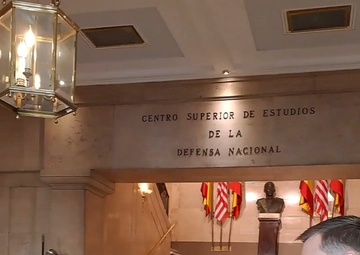 CENTRO SUPERIOR DE ESTUDIOS
DE LA
DEFENSA NACIONAL